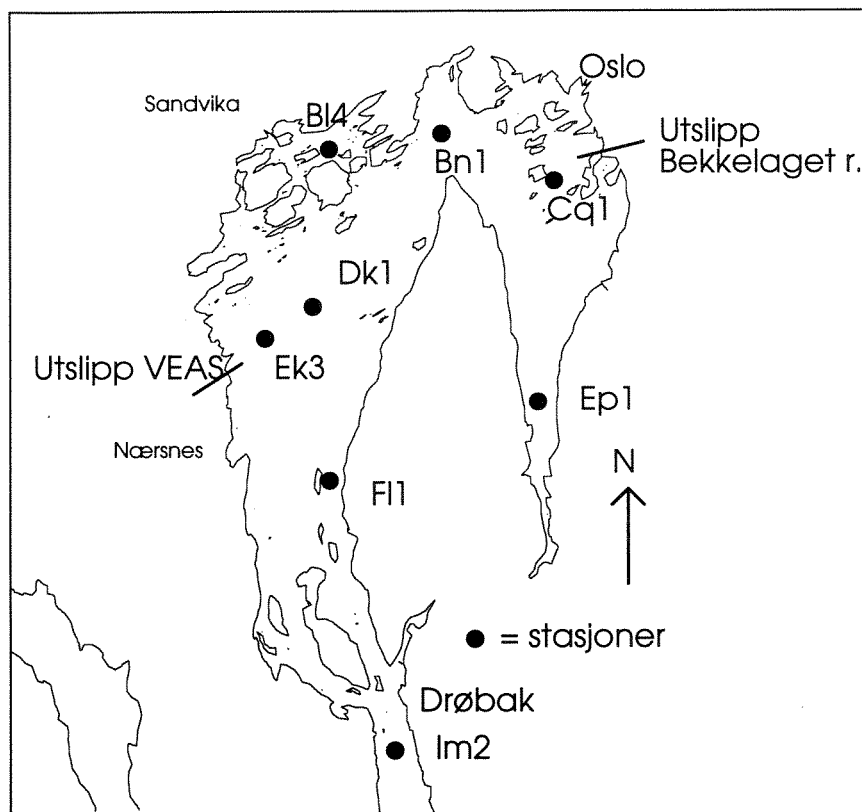 Oslo
Sandvika
Bl4
Utslipp
Bekkelaget r.
Bn1
Cq1
Dk1
Utslipp VEAS
Ek3
Ep1
Nærsnes
N
Fl1
= stasjoner
Drøbak
Im2